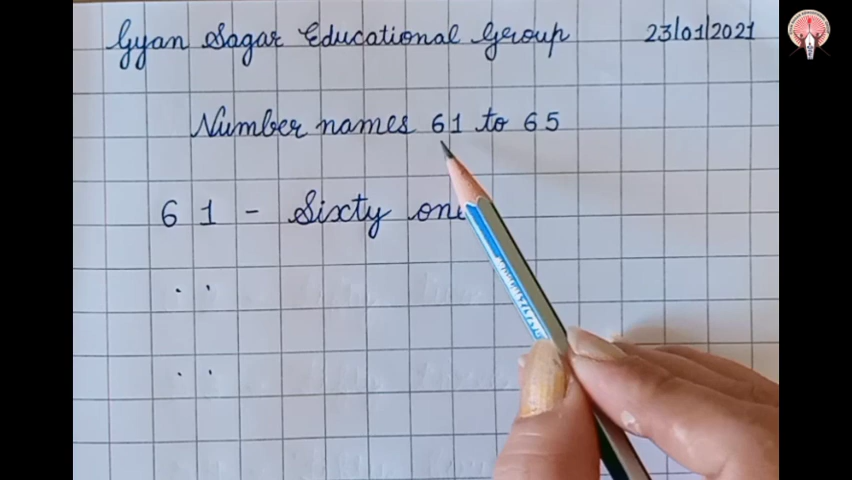 Gyan Sagar Educational Group 23/01/2021
Number names 61 to 65
61 - Sixty one